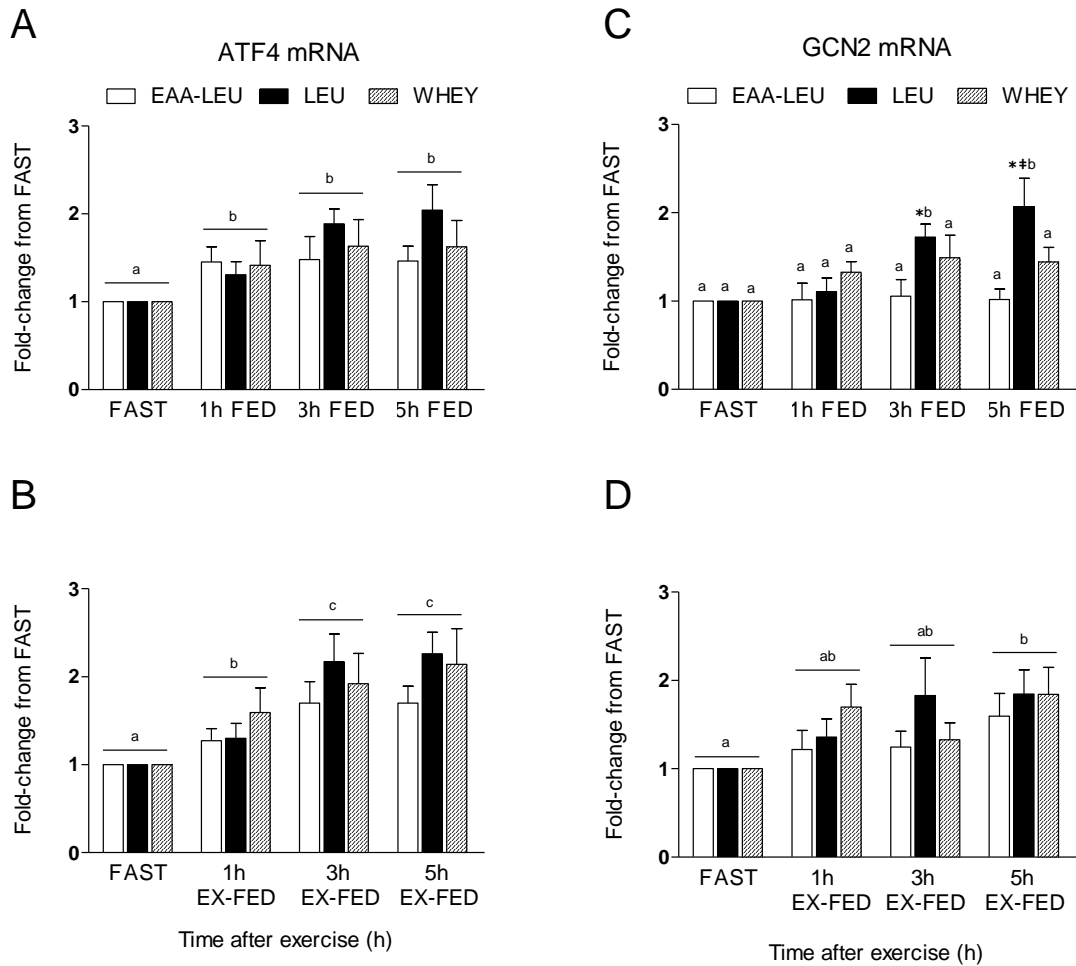 A
ATF4 mRNA
EAA-LEU LEU WHEY
Fold-change from FAST
3
2
1
0
a
b
b
b
FAST 1h FED 3h FED 5h FED
B
Fold-change from FAST
3
2
1
0
a
b
c
c
FAST 1h 3h 5h
EX-FED EX-FED EX-FED
Time after exercise (h)
C
GCN2 mRNA
EAA-LEU LEU WHEY
Fold-change from FAST
3
2
1
0
a a a
a a a
a *b a
a *‡b a
FAST 1h FED 3h FED 5h FED
D
Fold-change from FAST
3
2
1
0
a
ab
ab
b
FAST 1h 3h 5h
EX-FED EX-FED EX-FED
Time after exercise (h)